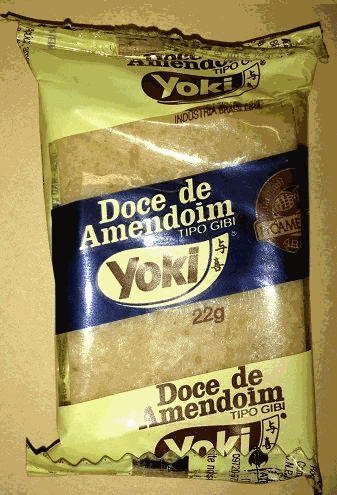 Doce de
Amendoim
TIPO GIBI
Yoki
INDÚSTRIA BRASILEIRA
Doce de
Amendoim
TIPO GIBI
Yoki
22g
Doce de
Amendoim
TIPO GIBI
Yoki